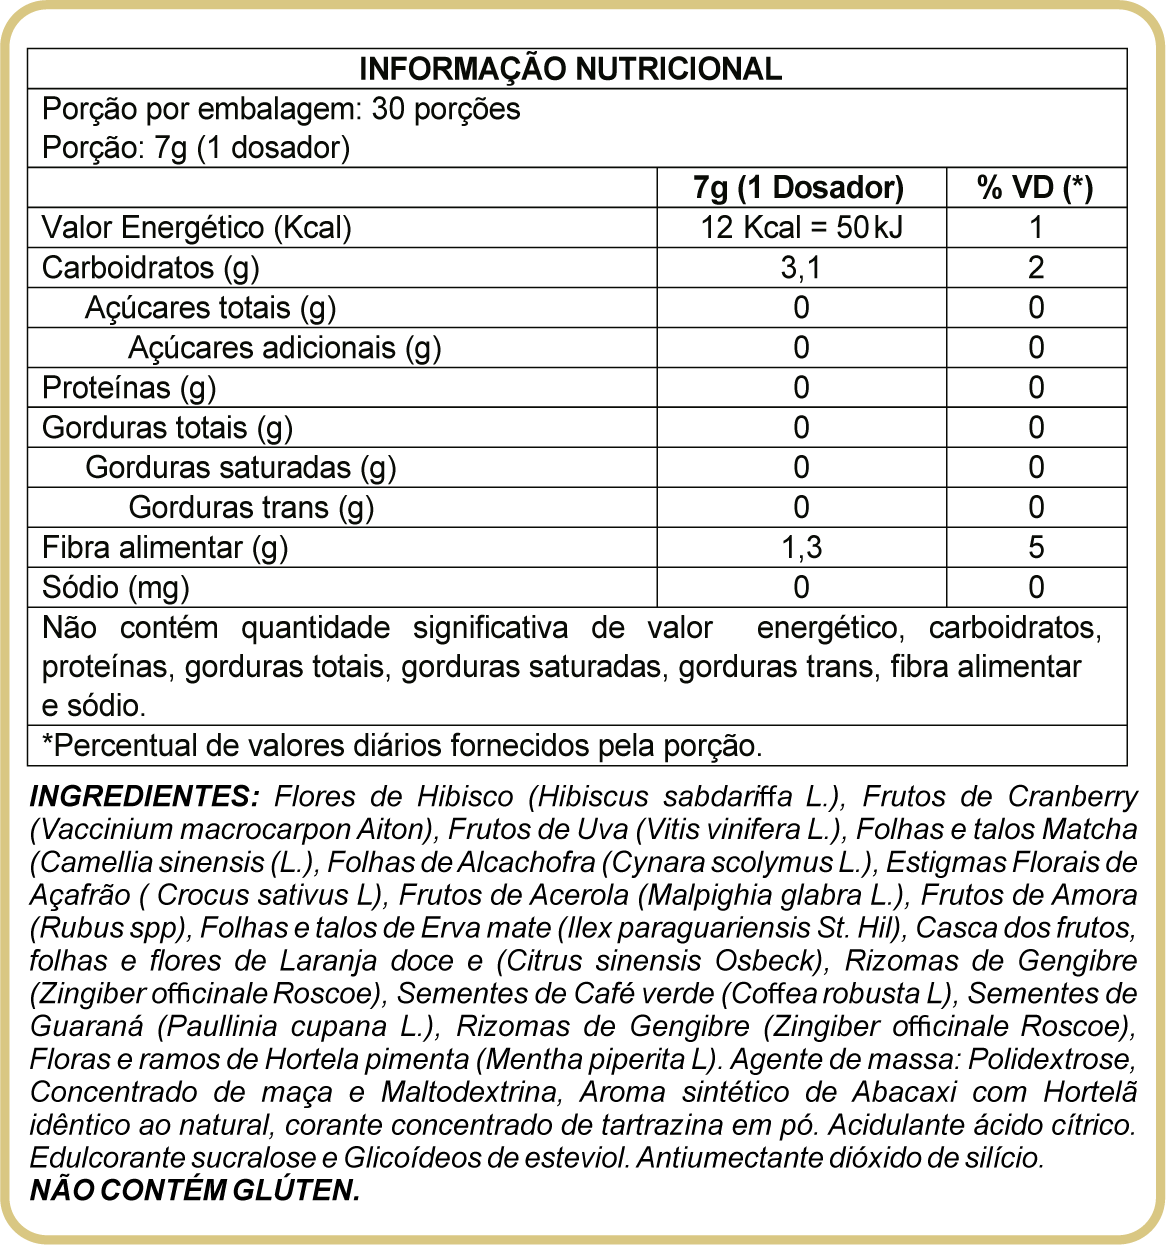 INFORMAÇÃO NUTRICIONAL
Porção por embalagem: 30 porções
Porção: 7g (1 dosador)
7g (1 Dosador) % VD (*)
Valor Energético (Kcal) 12 Kcal = 50 kJ 1
Carboidratos (g) 3,1 2
Açúcares totais (g) 0 0
Açúcares adicionais (g) 0 0
Proteínas (g) 0 0
Gorduras totais (g) 0 0
Gorduras saturadas (g) 0 0
Gorduras trans (g) 0 0
Fibra alimentar (g) 1,3 5
Sódio (mg) 0 0
Não contém quantidade significativa de valor energético, carboidratos,
proteínas, gorduras totais, gorduras saturadas, gorduras trans, fibra alimentar
e sódio.
*Percentual de valores diários fornecidos pela porção.
INGREDIENTES: Flores de Hibisco (Hibiscus sabdariffa L.), Frutos de Cranberry
(Vaccinium macrocarpon Aiton), Frutos de Uva (Vitis vinifera L.), Folhas e talos Matcha
(Camellia sinensis (L.), Folhas de Alcachofra (Cynara scolymus L.), Estigmas Florais de
Açafrão ( Crocus sativus L), Frutos de Acerola (Malpighia glabra L.), Frutos de Amora
(Rubus spp), Folhas e talos de Erva mate (Ilex paraguariensis St. Hil), Casca dos frutos,
folhas e flores de Laranja doce e (Citrus sinensis Osbeck), Rizomas de Gengibre
(Zingiber officinale Roscoe), Sementes de Café verde (Coffea robusta L), Sementes de
Guaraná (Paullinia cupana L.), Rizomas de Gengibre (Zingiber officinale Roscoe),
Floras e ramos de Hortela pimenta (Mentha piperita L). Agente de massa: Polidextrose,
Concentrado de maça e Maltodextrina, Aroma sintético de Abacaxi com Hortelã
idêntico ao natural, corante concentrado de tartrazina em pó. Acidulante ácido cítrico.
Edulcorante sucralose e Glicoídeos de esteviol. Antiumectante dióxido de silício.
NÃO CONTÉM GLÚTEN.